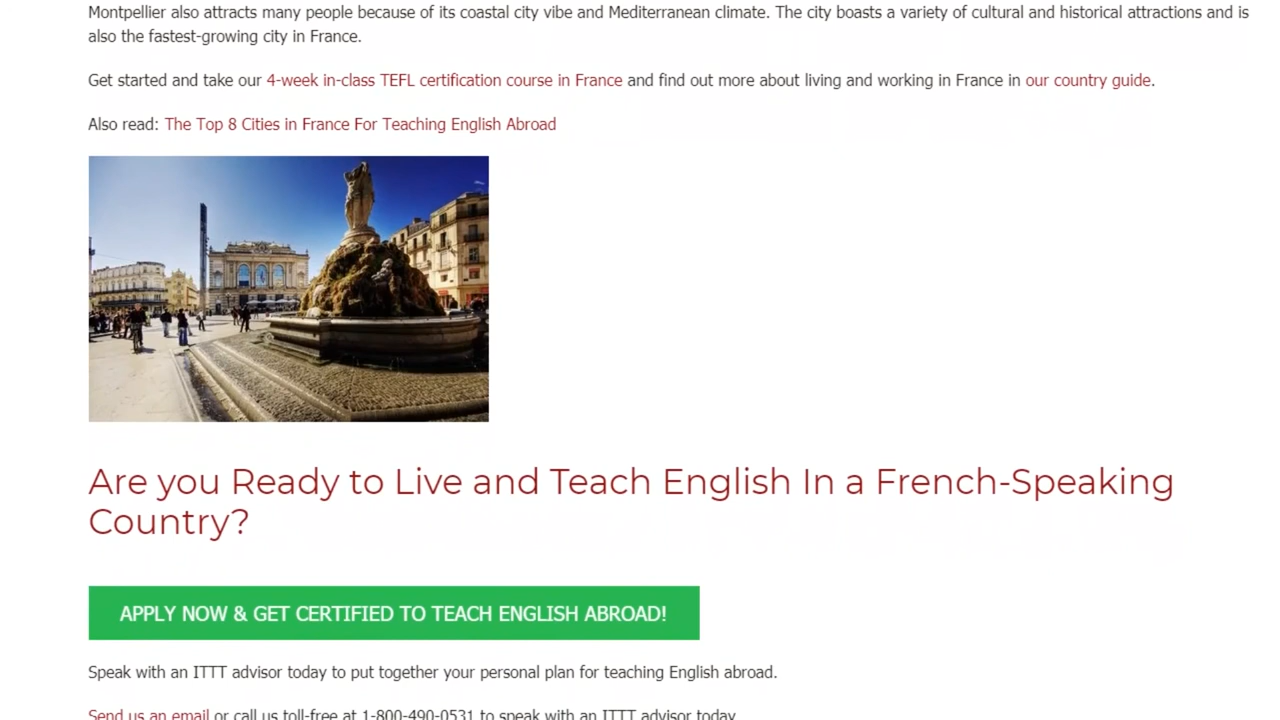 Montpellier also attracts many people because of its coastal city vibe and Mediterranean climate. The city boasts a variety of cultural and historical attractions and is
also the fastest-growing city in France.
Get started and take our 4-week in-class TEFL certification course in France and find out more about living and working in France in our country guide.
Also read: The Top 8 Cities in France For Teaching English Abroad
Are you Ready to Live and Teach English In a French-Speaking
Country?
APPLY NOW & GET CERTIFIED TO TEACH ENGLISH ABROAD!
Speak with an ITTT advisor today to put together your personal plan for teaching English abroad.
Send us an email or call us toll-free at 1-800-490-0531 to speak with an ITTT advisor today.